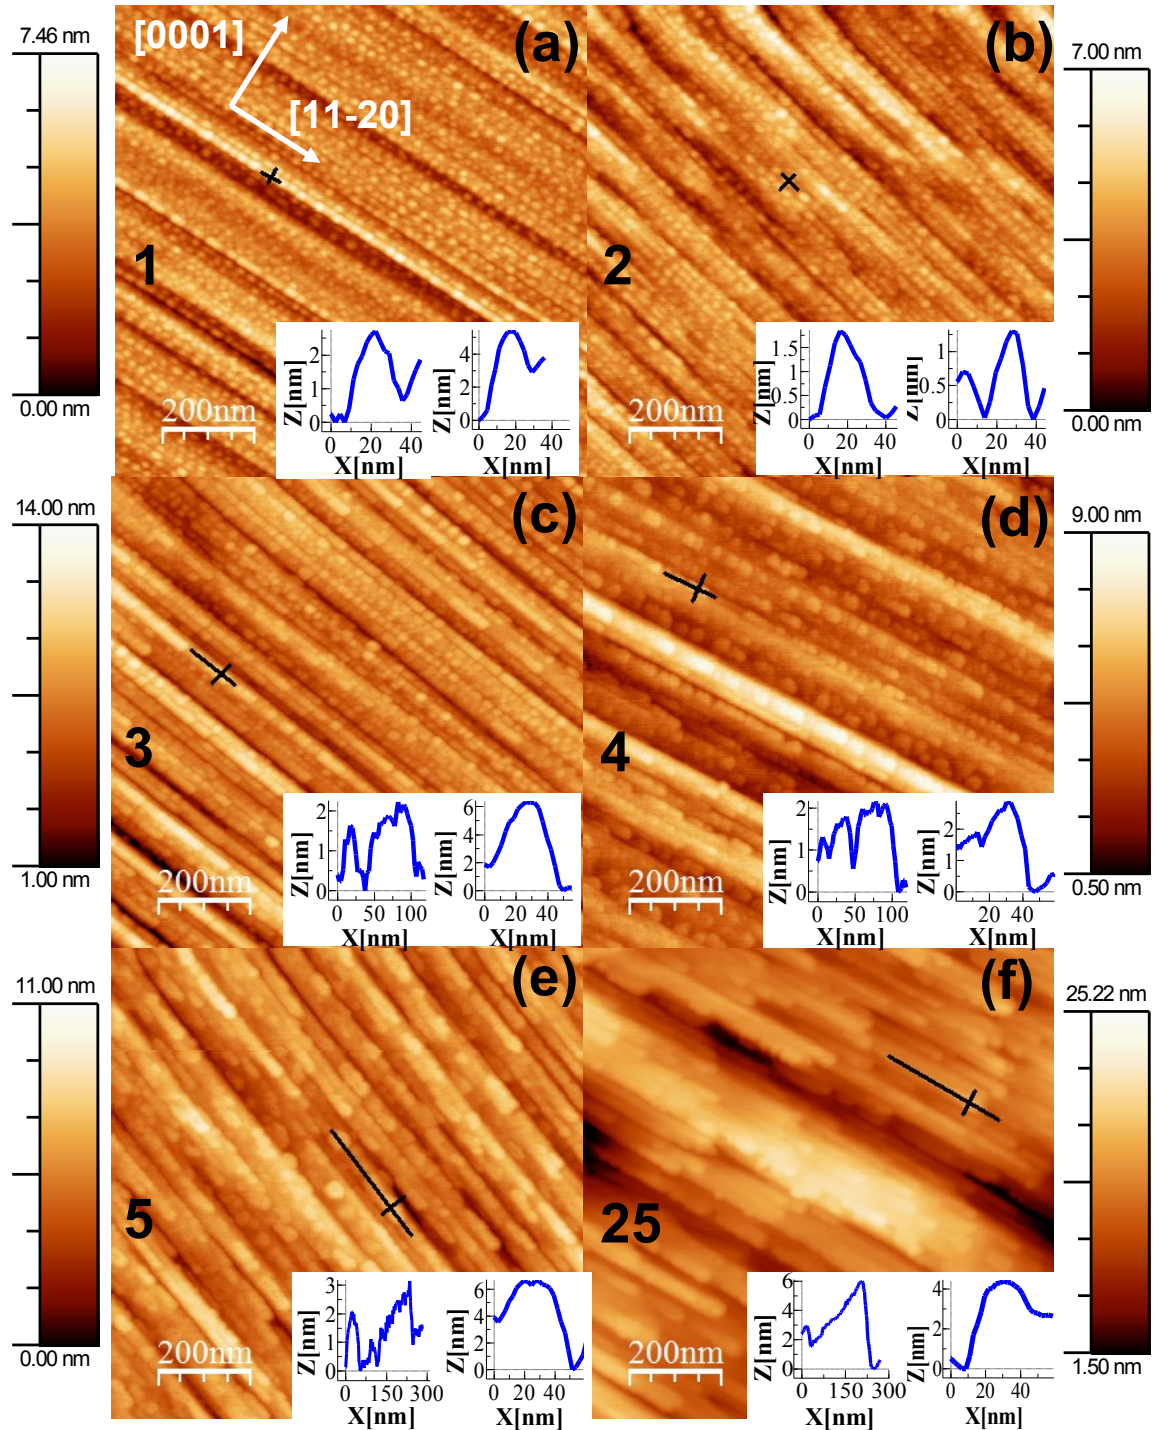 7.46 nm
0.00 nm
[0001]
[11-20]
(a)
1
200nm
Z[nm]
2
1
0
0 20 40
X[nm]
Z[nm]
4
2
0
0 20 40
X[nm]
(b)
7.00 nm
0.00 nm
2
200nm
Z[nm]
1.5
1
0.5
0
0 20 40
X[nm]
Z[nm]
1
0.5
0
0 20 40
X[nm]
14.00 nm
1.00 nm
(c)
3
200nm
Z[nm]
2
1
0
0 50 100
X[nm]
Z[nm]
6
4
2
0
0 20 40
X[nm]
(d)
9.00 nm
0.50 nm
4
200nm
Z[nm]
2
1
0
0 50 100
X[nm]
Z[nm]
2
1
0
20 40
X[nm]
11.00 nm
0.00 nm
(e)
5
200nm
Z[nm]
3
2
1
0
0 150 300
X[nm]
Z[nm]
6
4
2
0
0 20 40
X[nm]
(f)
25.22 nm
1.50 nm
25
200nm
Z[nm]
6
4
2
0
0 150 300
X[nm]
Z[nm]
4
2
0
0 20 40
X[nm]